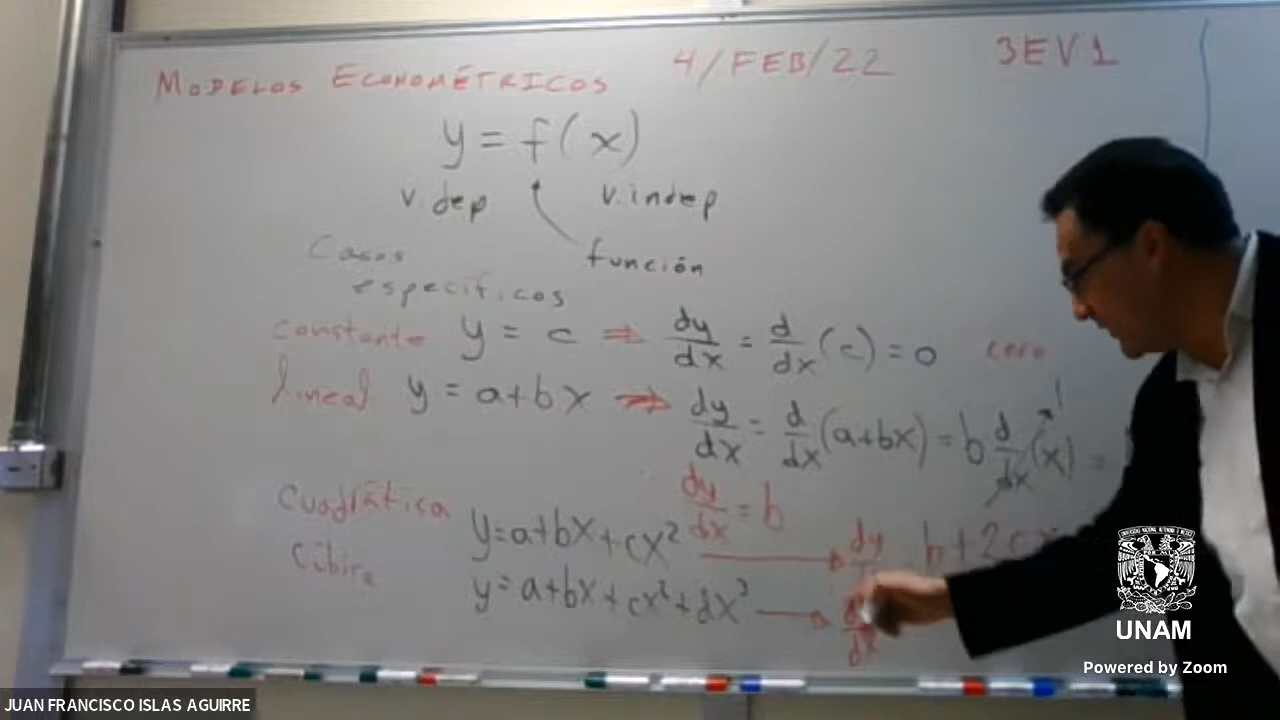 MODELOS ECONOMÉTRICOS 4/FEB/22 3EV1
y = f(x)
v. dep v. indep
función
Casos
específicos
constante y = c ⇒ dy/dx = d/dx (c) = 0 cero
lineal y = a+bx ⇒ dy/dx = d/dx (a+bx) = b d/dx (x) = 1
dy/dx = b
Cuadrática y=a+bx+cx² → dy b+2cx
Cúbica y=a+bx+cx²+dx³ → dy/dx
UNAM
Powered by Zoom
JUAN FRANCISCO ISLAS AGUIRRE